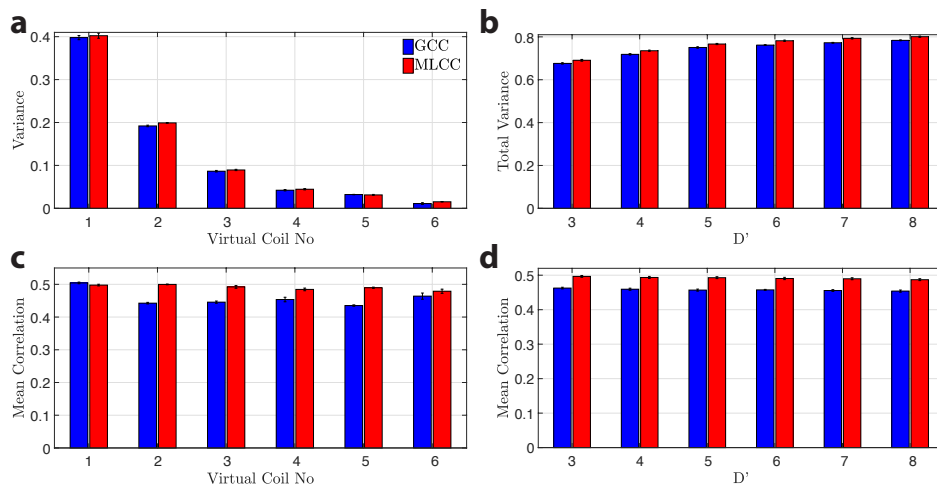 a
0.4
0.3
0.2
0.1
0
Variance
GCC
MLCC
1 2 3 4 5 6
Virtual Coil No
b
0.8
0.6
0.4
0.2
0
Total Variance
3 4 5 6 7 8
D'
c
0.5
0.4
0.3
0.2
0.1
0
Mean Correlation
1 2 3 4 5 6
Virtual Coil No
d
0.5
0.4
0.3
0.2
0.1
0
Mean Correlation
3 4 5 6 7 8
D'